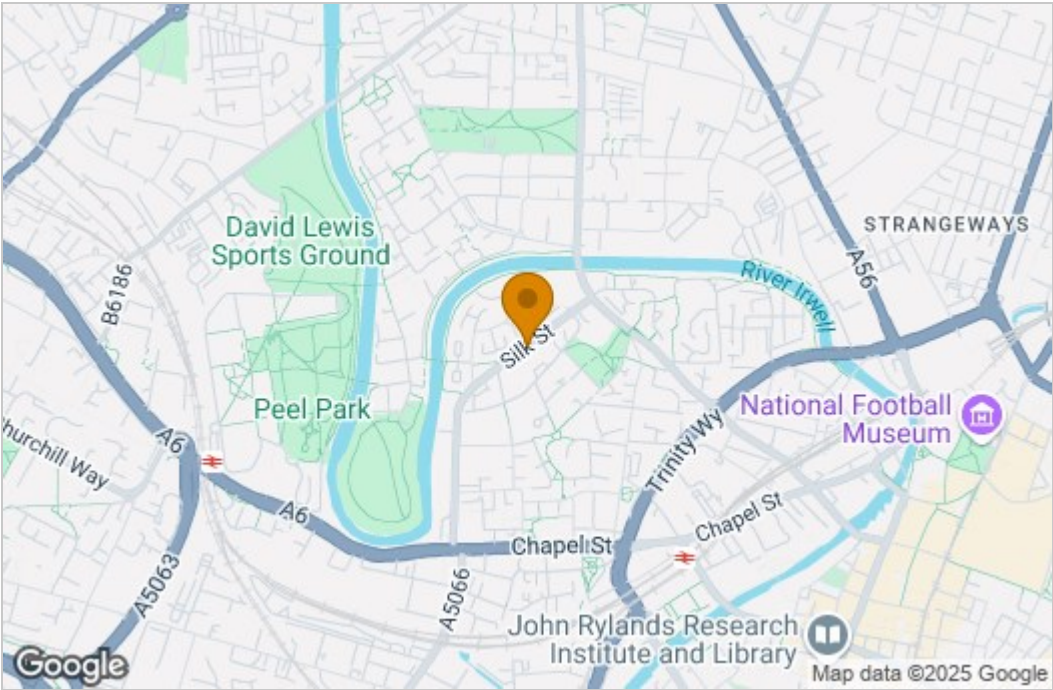 STRANGEWAYS
David Lewis
Sports Ground
A56
River Irwell
B6186
Silk St
Peel Park
National Football
Museum
Churchill Way
A6
Trinity Wy
A6
Chapel St
Chapel St
A5063
A5066
John Rylands Research
Institute and Library
Google
Map data ©2025 Google